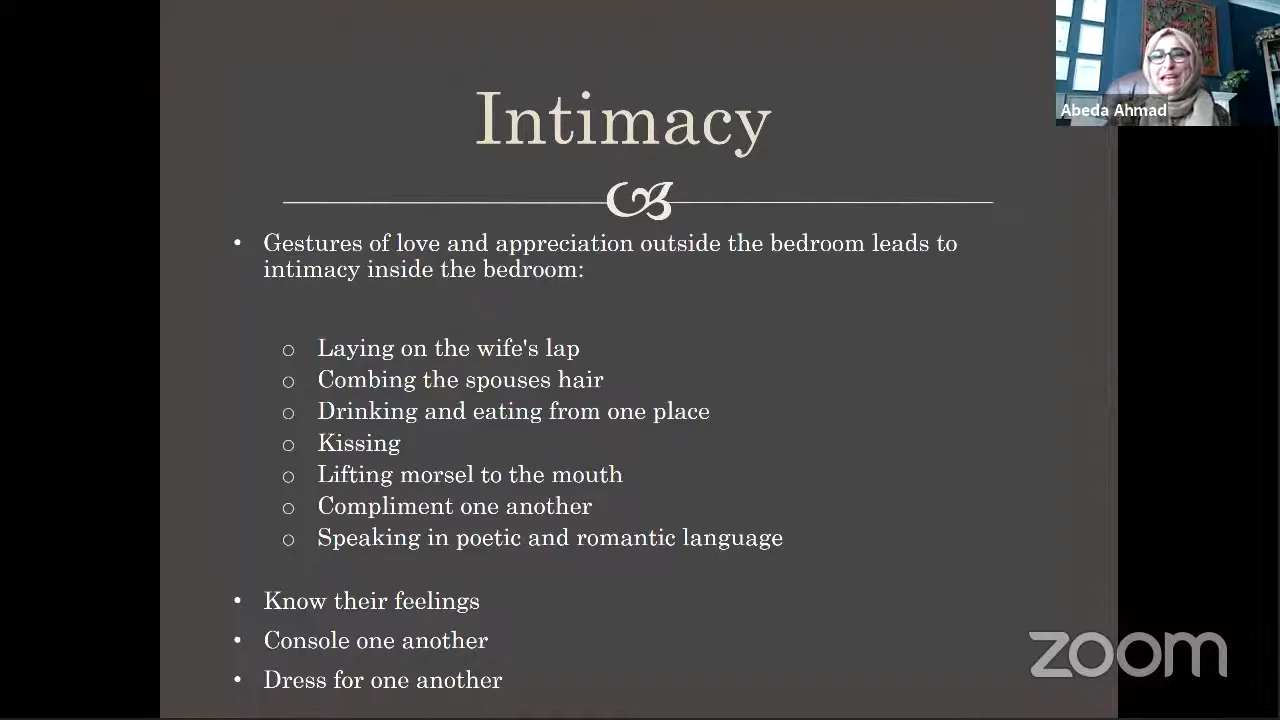 Intimacy
Abeda Ahmad
• Gestures of love and appreciation outside the bedroom leads to
intimacy inside the bedroom:
o Laying on the wife's lap
o Combing the spouses hair
o Drinking and eating from one place
o Kissing
o Lifting morsel to the mouth
o Compliment one another
o Speaking in poetic and romantic language
• Know their feelings
• Console one another
• Dress for one another
zoom